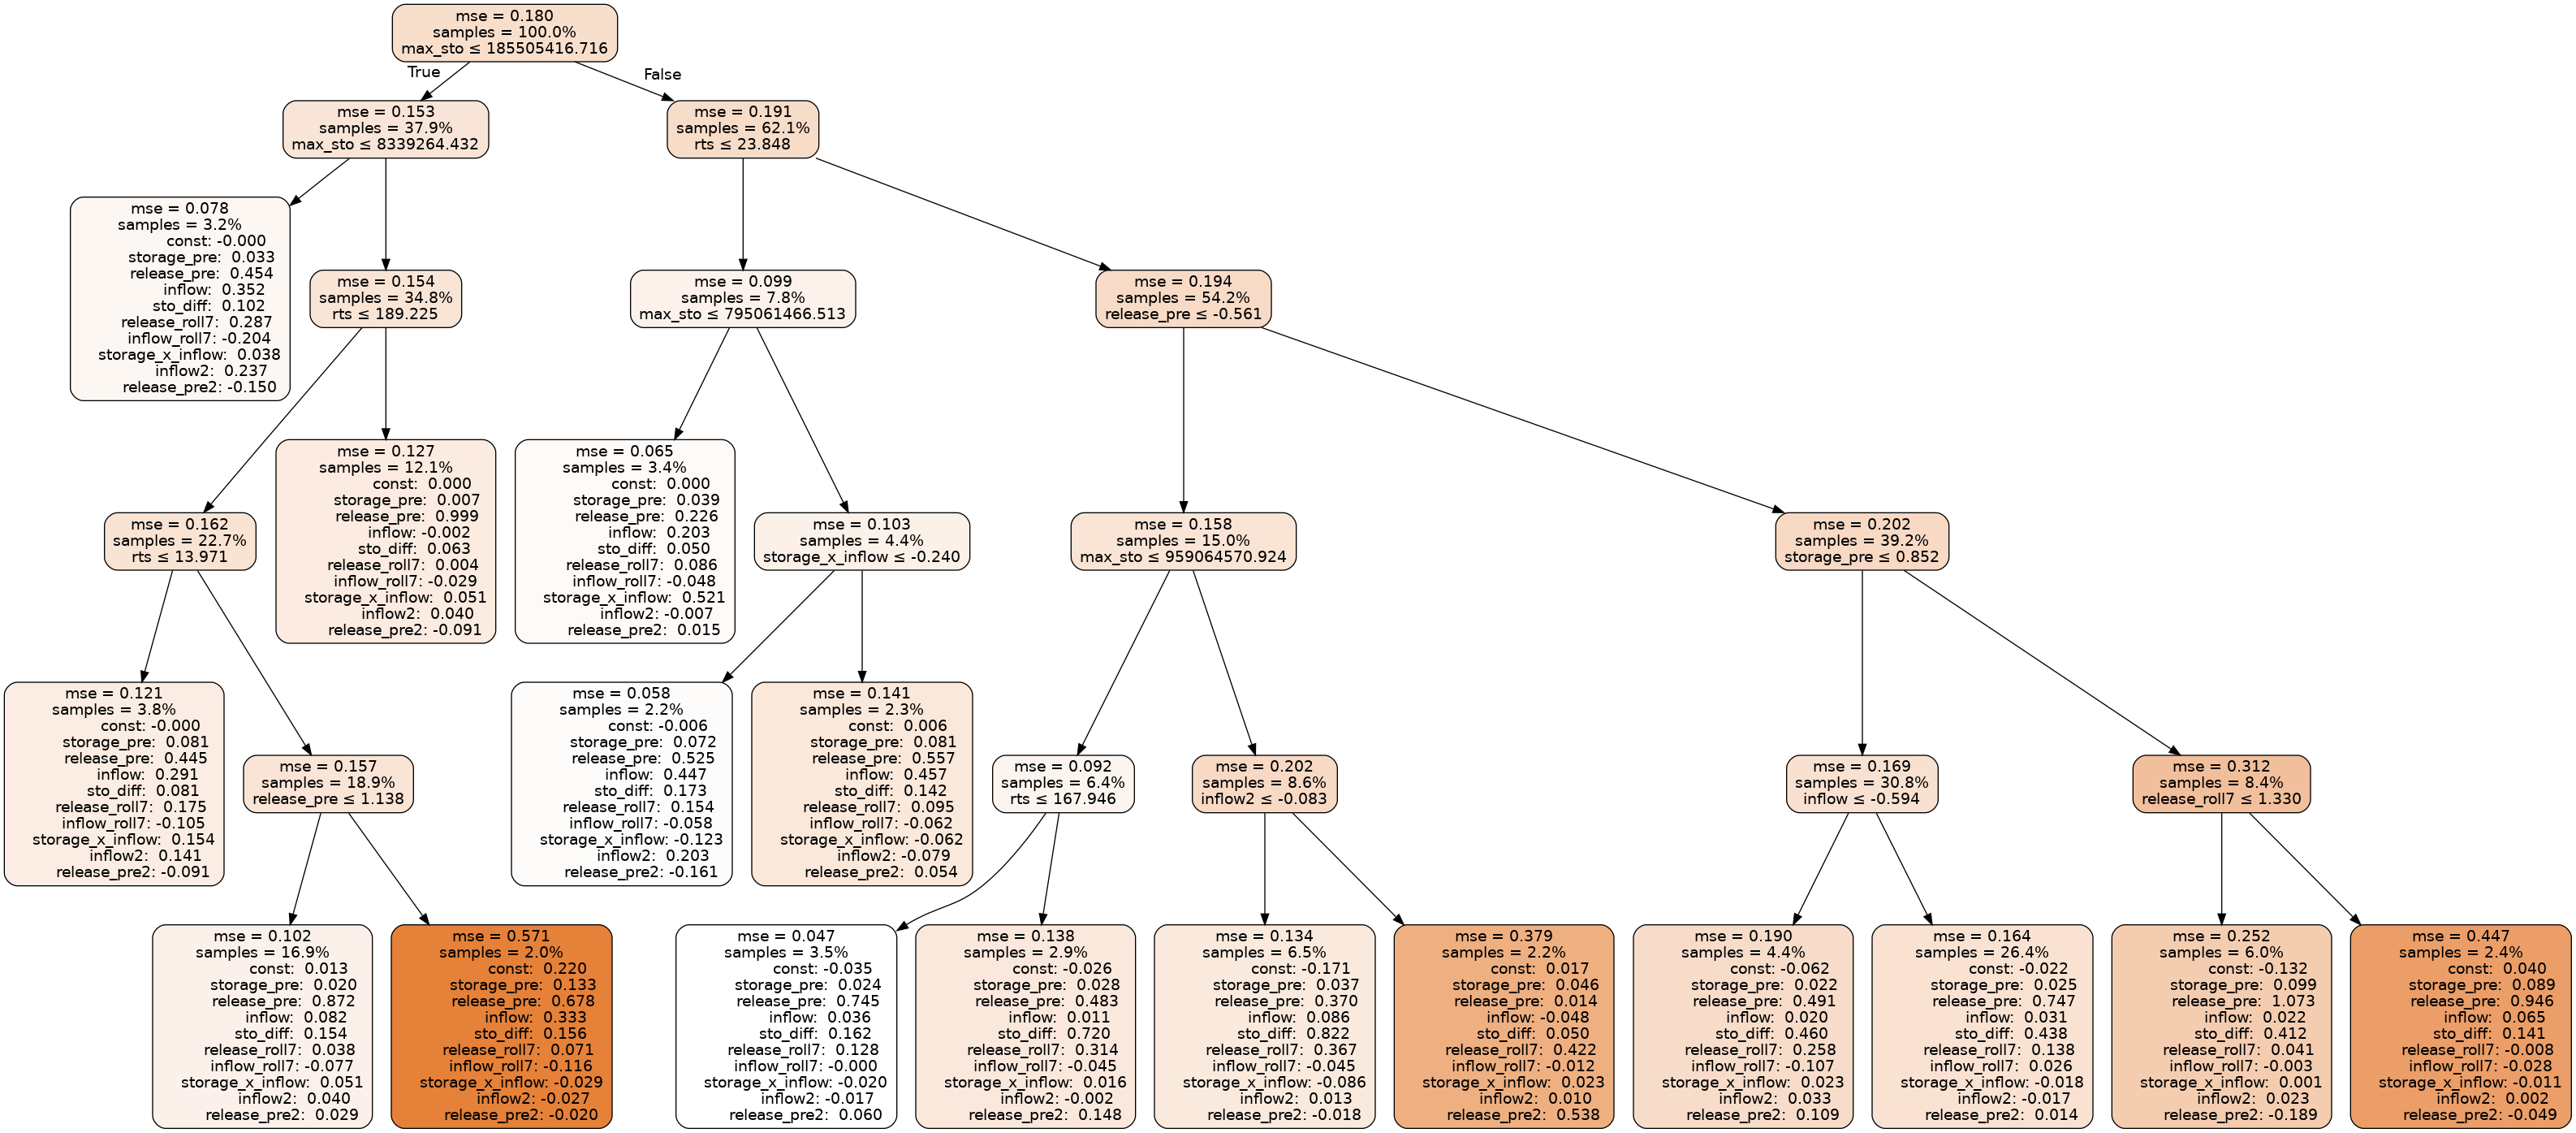 mse = 0.180
samples = 100.0%
max_sto ≤ 185505416.716
True
False
mse = 0.153
samples = 37.9%
max_sto ≤ 8339264.432
mse = 0.191
samples = 62.1%
rts ≤ 23.848
mse = 0.078
samples = 3.2%
const: -0.000
storage_pre: 0.033
release_pre: 0.454
inflow: 0.352
sto_diff: 0.102
release_roll7: 0.287
inflow_roll7: -0.204
storage_x_inflow: 0.038
inflow2: 0.237
release_pre2: -0.150
mse = 0.154
samples = 34.8%
rts ≤ 189.225
mse = 0.099
samples = 7.8%
max_sto ≤ 795061466.513
mse = 0.194
samples = 54.2%
release_pre ≤ -0.561
mse = 0.162
samples = 22.7%
rts ≤ 13.971
mse = 0.127
samples = 12.1%
const: 0.000
storage_pre: 0.007
release_pre: 0.999
inflow: -0.002
sto_diff: 0.063
release_roll7: 0.004
inflow_roll7: -0.029
storage_x_inflow: 0.051
inflow2: 0.040
release_pre2: -0.091
mse = 0.065
samples = 3.4%
const: 0.000
storage_pre: 0.039
release_pre: 0.226
inflow: 0.203
sto_diff: 0.050
release_roll7: 0.086
inflow_roll7: -0.048
storage_x_inflow: 0.521
inflow2: -0.007
release_pre2: 0.015
mse = 0.103
samples = 4.4%
storage_x_inflow ≤ -0.240
mse = 0.158
samples = 15.0%
max_sto ≤ 959064570.924
mse = 0.202
samples = 39.2%
storage_pre ≤ 0.852
mse = 0.121
samples = 3.8%
const: -0.000
storage_pre: 0.081
release_pre: 0.445
inflow: 0.291
sto_diff: 0.081
release_roll7: 0.175
inflow_roll7: -0.105
storage_x_inflow: 0.154
inflow2: 0.141
release_pre2: -0.091
mse = 0.157
samples = 18.9%
release_pre ≤ 1.138
mse = 0.058
samples = 2.2%
const: -0.006
storage_pre: 0.072
release_pre: 0.525
inflow: 0.447
sto_diff: 0.173
release_roll7: 0.154
inflow_roll7: -0.058
storage_x_inflow: -0.123
inflow2: 0.203
release_pre2: -0.161
mse = 0.141
samples = 2.3%
const: 0.006
storage_pre: 0.081
release_pre: 0.557
inflow: 0.457
sto_diff: 0.142
release_roll7: 0.095
inflow_roll7: -0.062
storage_x_inflow: -0.062
inflow2: -0.079
release_pre2: 0.054
mse = 0.092
samples = 6.4%
rts ≤ 167.946
mse = 0.202
samples = 8.6%
inflow2 ≤ -0.083
mse = 0.169
samples = 30.8%
inflow ≤ -0.594
mse = 0.312
samples = 8.4%
release_roll7 ≤ 1.330
mse = 0.102
samples = 16.9%
const: 0.013
storage_pre: 0.020
release_pre: 0.872
inflow: 0.082
sto_diff: 0.154
release_roll7: 0.038
inflow_roll7: -0.077
storage_x_inflow: 0.051
inflow2: 0.040
release_pre2: 0.029
mse = 0.571
samples = 2.0%
const: 0.220
storage_pre: 0.133
release_pre: 0.678
inflow: 0.333
sto_diff: 0.156
release_roll7: 0.071
inflow_roll7: -0.116
storage_x_inflow: -0.029
inflow2: -0.027
release_pre2: -0.020
mse = 0.047
samples = 3.5%
const: -0.035
storage_pre: 0.024
release_pre: 0.745
inflow: 0.036
sto_diff: 0.162
release_roll7: 0.128
inflow_roll7: -0.000
storage_x_inflow: -0.020
inflow2: -0.017
release_pre2: 0.060
mse = 0.138
samples = 2.9%
const: -0.026
storage_pre: 0.028
release_pre: 0.483
inflow: 0.011
sto_diff: 0.720
release_roll7: 0.314
inflow_roll7: -0.045
storage_x_inflow: 0.016
inflow2: -0.002
release_pre2: 0.148
mse = 0.134
samples = 6.5%
const: -0.171
storage_pre: 0.037
release_pre: 0.370
inflow: 0.086
sto_diff: 0.822
release_roll7: 0.367
inflow_roll7: -0.045
storage_x_inflow: -0.086
inflow2: 0.013
release_pre2: -0.018
mse = 0.379
samples = 2.2%
const: 0.017
storage_pre: 0.046
release_pre: 0.014
inflow: -0.048
sto_diff: 0.050
release_roll7: 0.422
inflow_roll7: -0.012
storage_x_inflow: 0.023
inflow2: 0.010
release_pre2: 0.538
mse = 0.190
samples = 4.4%
const: -0.062
storage_pre: 0.022
release_pre: 0.491
inflow: 0.020
sto_diff: 0.460
release_roll7: 0.258
inflow_roll7: -0.107
storage_x_inflow: 0.023
inflow2: 0.033
release_pre2: 0.109
mse = 0.164
samples = 26.4%
const: -0.022
storage_pre: 0.025
release_pre: 0.747
inflow: 0.031
sto_diff: 0.438
release_roll7: 0.138
inflow_roll7: 0.026
storage_x_inflow: -0.018
inflow2: -0.017
release_pre2: 0.014
mse = 0.252
samples = 6.0%
const: -0.132
storage_pre: 0.099
release_pre: 1.073
inflow: 0.022
sto_diff: 0.412
release_roll7: 0.041
inflow_roll7: -0.003
storage_x_inflow: 0.001
inflow2: 0.023
release_pre2: -0.189
mse = 0.447
samples = 2.4%
const: 0.040
storage_pre: 0.089
release_pre: 0.946
inflow: 0.065
sto_diff: 0.141
release_roll7: -0.008
inflow_roll7: -0.028
storage_x_inflow: -0.011
inflow2: 0.002
release_pre2: -0.049